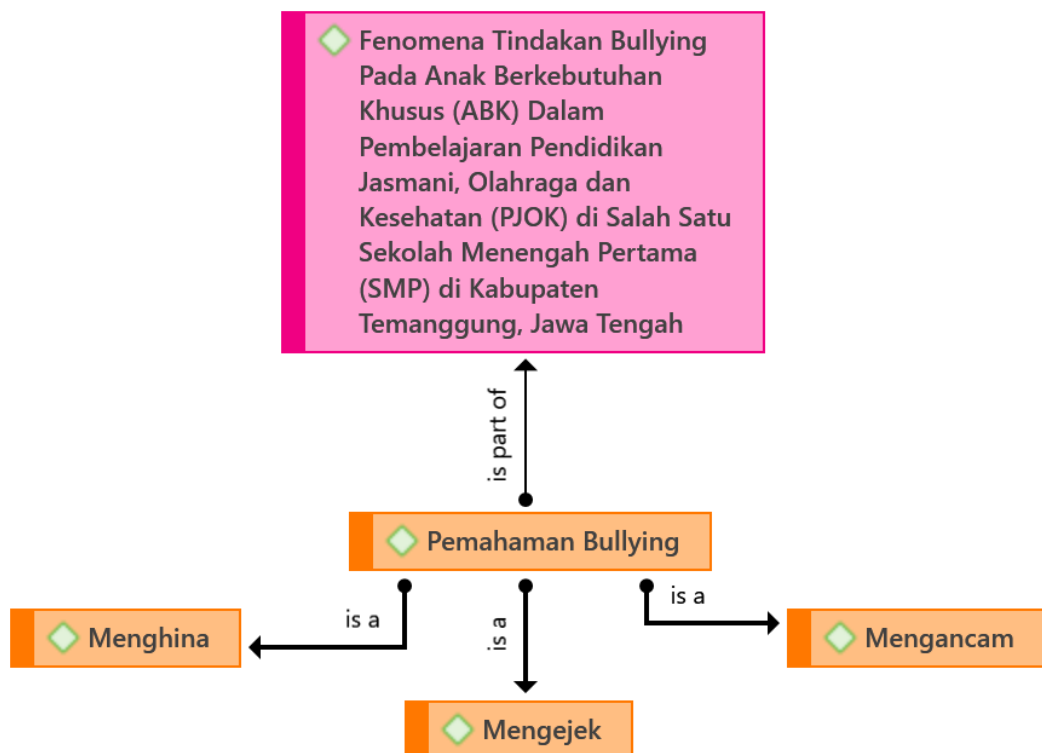 Fenomena Tindakan Bullying
Pada Anak Berkebutuhan
Khusus (ABK) Dalam
Pembelajaran Pendidikan
Jasmani, Olahraga dan
Kesehatan (PJOK) di Salah Satu
Sekolah Menengah Pertama
(SMP) di Kabupaten
Temanggung, Jawa Tengah
is part of
Pemahaman Bullying
is a
is a
is a
Menghina
Mengancam
Mengejek